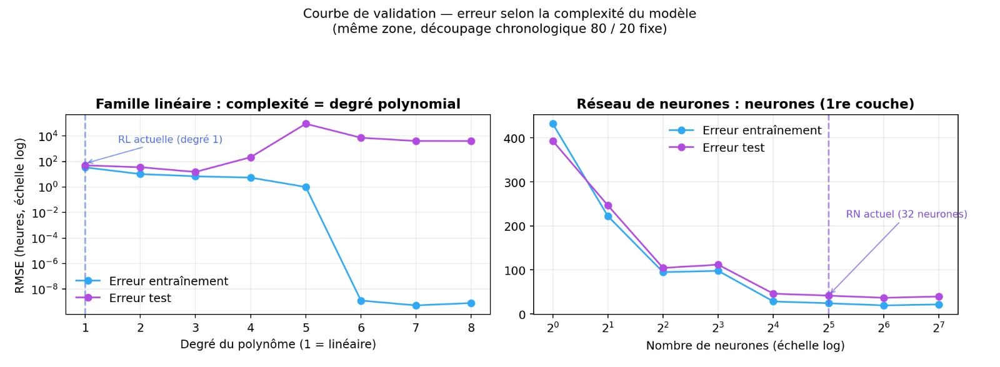 Courbe de validation — erreur selon la complexité du modèle
(même zone, découpage chronologique 80 / 20 fixe)
Famille linéaire : complexité = degré polynomial
RMSE (heures, échelle log)
10⁴
10²
10⁰
10⁻²
10⁻⁴
10⁻⁶
10⁻⁸
RL actuelle (degré 1)
Erreur entraînement
Erreur test
1 2 3 4 5 6 7 8
Degré du polynôme (1 = linéaire)
Réseau de neurones : neurones (1re couche)
400
300
200
100
0
Erreur entraînement
Erreur test
RN actuel (32 neurones)
2⁰ 2¹ 2² 2³ 2⁴ 2⁵ 2⁶ 2⁷
Nombre de neurones (échelle log)